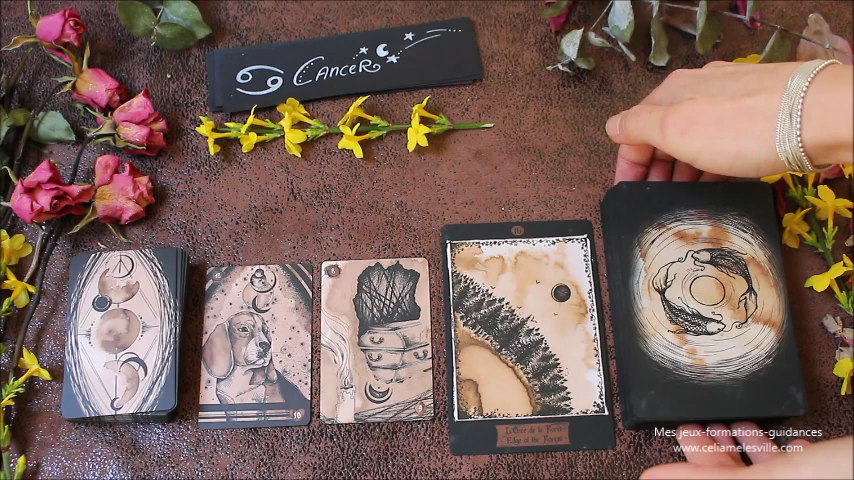 Cancer
L'Orée de la Forêt
Edge of the Forest
Mes jeux-formations-guidances
www.celiamelesville.com